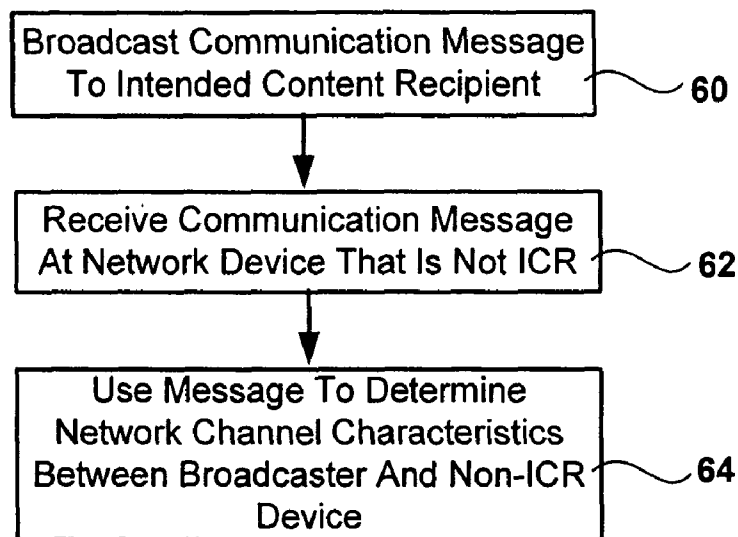 Broadcast Communication Message
To Intended Content Recipient
60
Receive Communication Message
At Network Device That Is Not ICR
62
Use Message To Determine
Network Channel Characteristics
Between Broadcaster And Non-ICR
Device
64